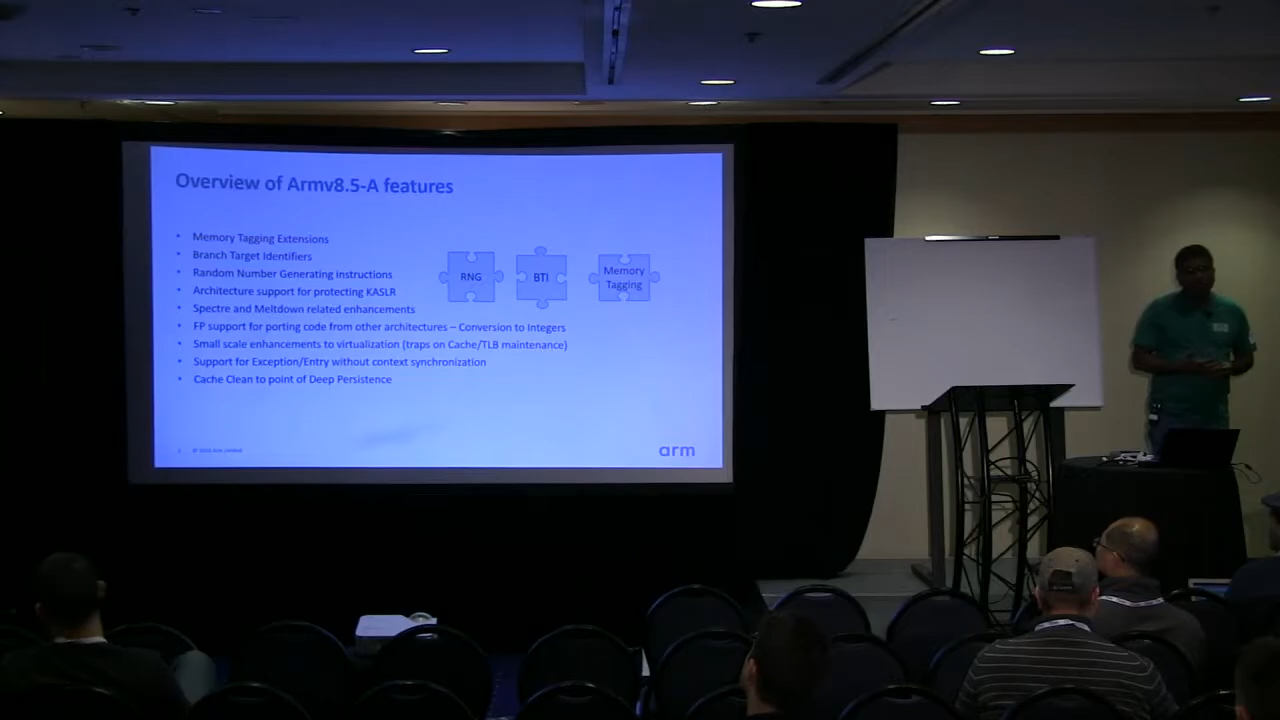 Overview of Armv8.5-A features
• Memory Tagging Extensions
• Branch Target Identifiers
• Random Number Generating instructions
• Architecture support for protecting KASLR
• Spectre and Meltdown related enhancements
• FP support for porting code from other architectures – Conversion to Integers
• Small scale enhancements to virtualization (traps on Cache/TLB maintenance)
• Support for Exception/Entry without context synchronization
• Cache Clean to point of Deep Persistence
RNG
BTI
Memory
Tagging
arm